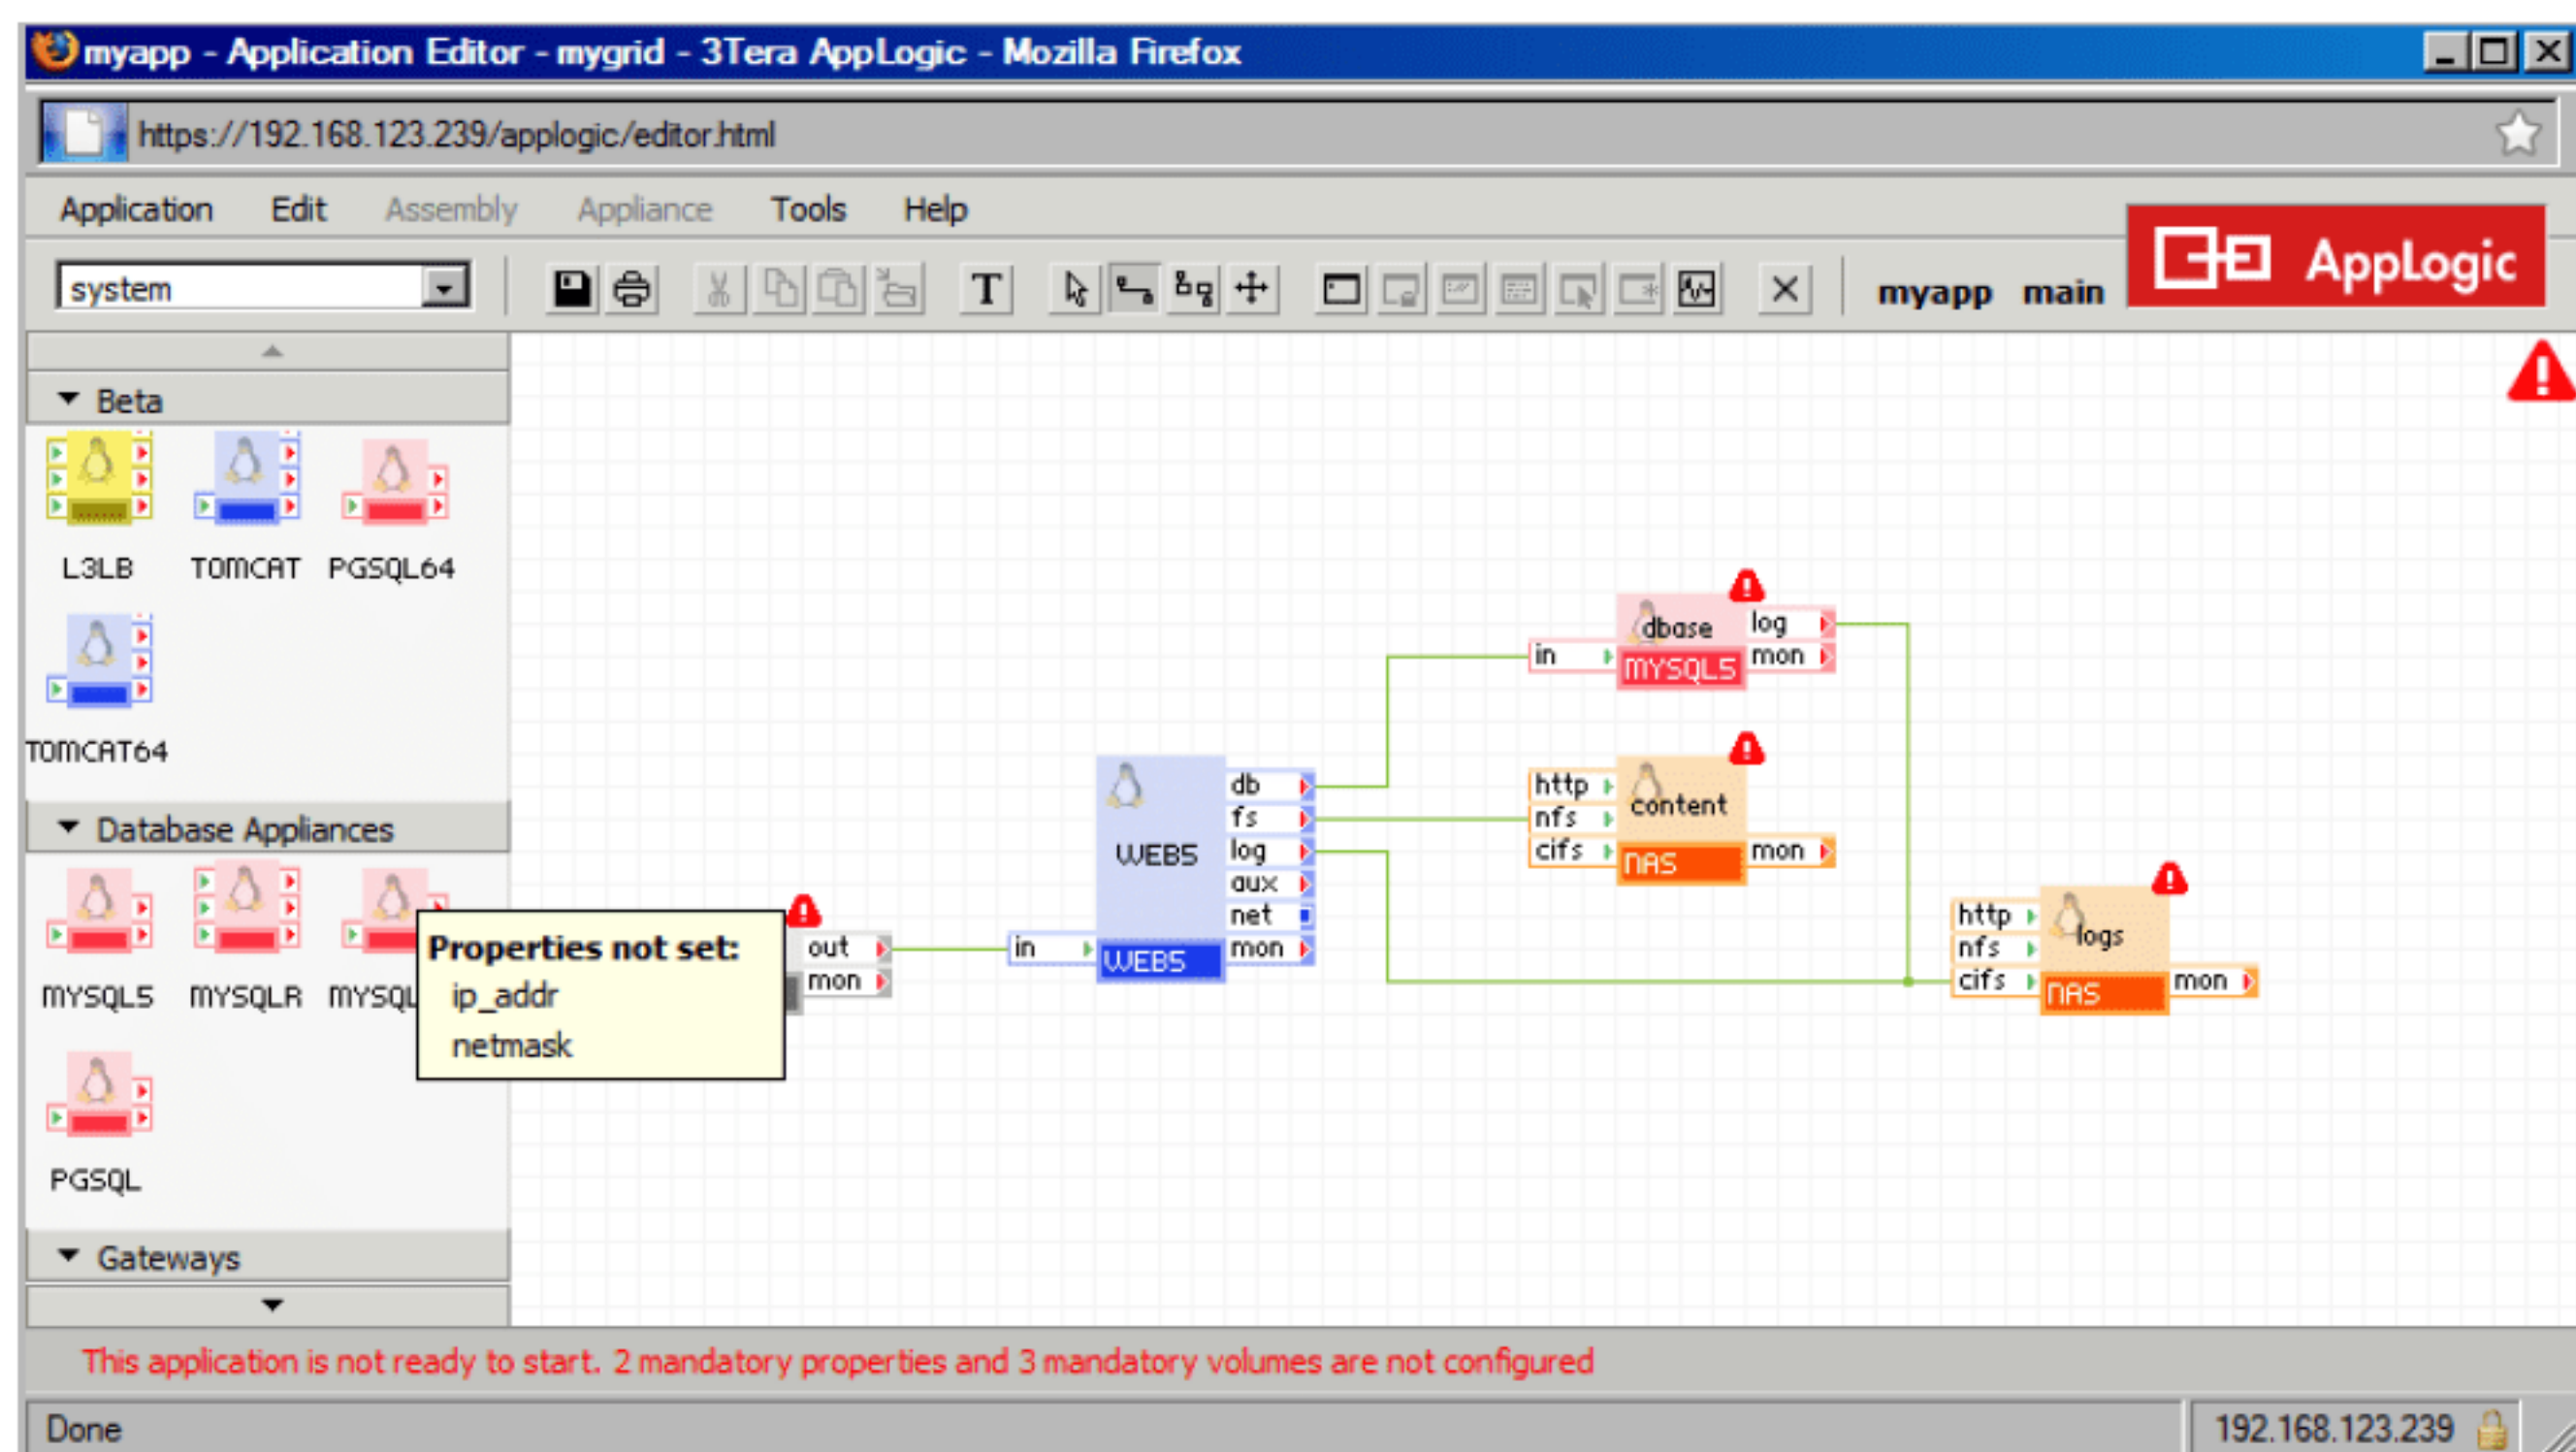 myapp - Application Editor - mygrid - 3Tera AppLogic - Mozilla Firefox
https://192.168.123.239/applogic/editor.html
Application Edit Assembly Appliance Tools Help
system T myapp main AppLogic
Beta
L3LB TOMCAT PGSQL64
TOMCAT64
Database Appliances
MYSQL5 MYSQLR MYSQL
PGSQL
Gateways
Properties not set:
ip_addr
netmask
out
mon
in
WEB5
WEB5
db
fs
log
aux
net
mon
in
dbase
MYSQL5
log
mon
http
nfs
cifs
content
NAS
mon
http
nfs
cifs
logs
NAS
mon
This application is not ready to start. 2 mandatory properties and 3 mandatory volumes are not configured
Done 192.168.123.239